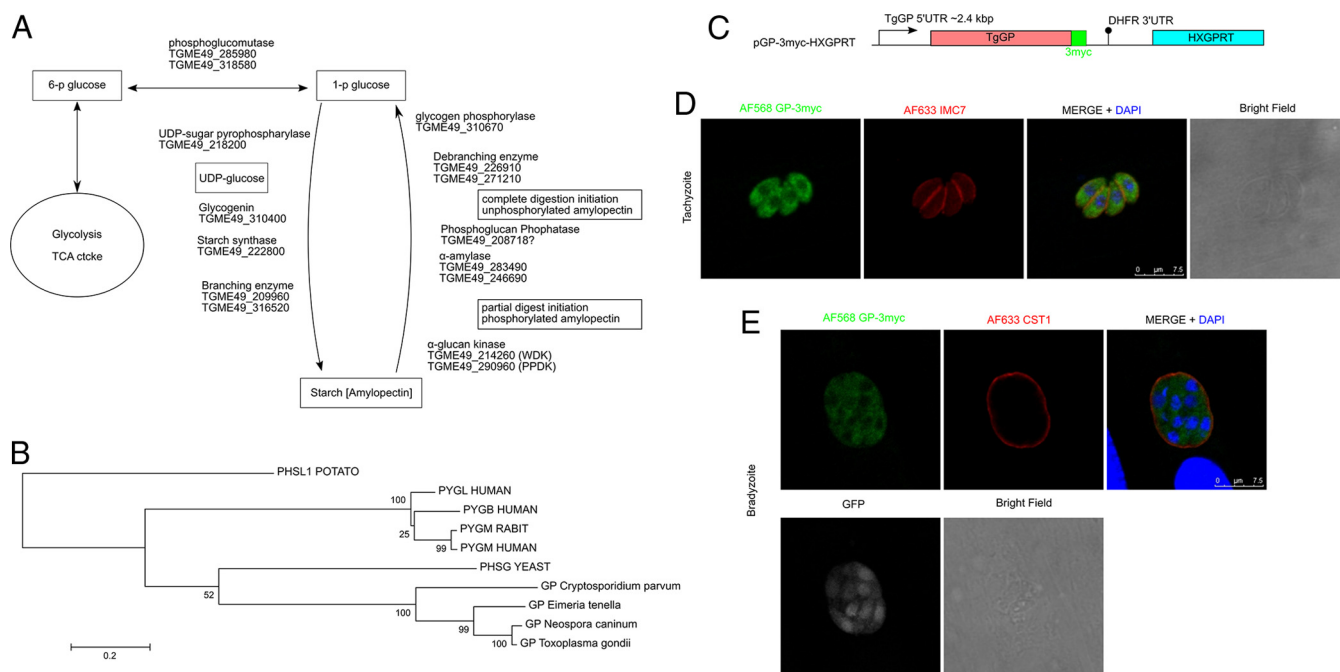 A
phosphoglucomutase
TGME49_285980
TGME49_318580
6-p glucose
1-p glucose
glycogen phosphorylase
TGME49_310670
UDP-sugar pyropharylase
TGME49_218200
Debranching enzyme
TGME49_226910
TGME49_271210
UDP-glucose
complete digestion initiation
unphosphorylated amylopectin
Glycogenin
TGME49_310400
Phosphoglucan Phophatase
TGME49_208718?
Glycolysis
TCA ctcke
Starch synthase
TGME49_222800
α-amylase
TGME49_283490
TGME49_246690
Branching enzyme
TGME49_209960
TGME49_316520
partial digest initiation
phosphorylated amylopectin
α-glucan kinase
TGME49_214260 (WDK)
TGME49_290960 (PPDK)
Starch [Amylopectin]
B
PHSL1 POTATO
PYGL HUMAN
100
PYGB HUMAN
25
PYGM RABIT
99
PYGM HUMAN
PHSG YEAST
52
GP Cryptosporidium parvum
100
GP Eimeria tenella
99
GP Neospora caninum
100
GP Toxoplasma gondii
0.2
C
TgGP 5'UTR ~2.4 kbp
DHFR 3'UTR
pGP-3myc-HXGPRT
TgGP
HXGPRT
3myc
D
AF568 GP-3myc
AF633 IMC7
MERGE + DAPI
Bright Field
Tachyzoite
0 µm 7.5
E
AF568 GP-3myc
AF633 CST1
MERGE + DAPI
0 µm 7.5
Bradyzoite
GFP
Bright Field